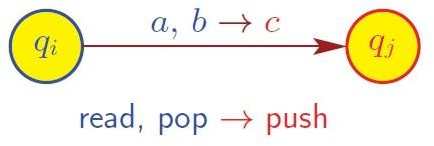 a, b → c
qi qj
read, pop → push